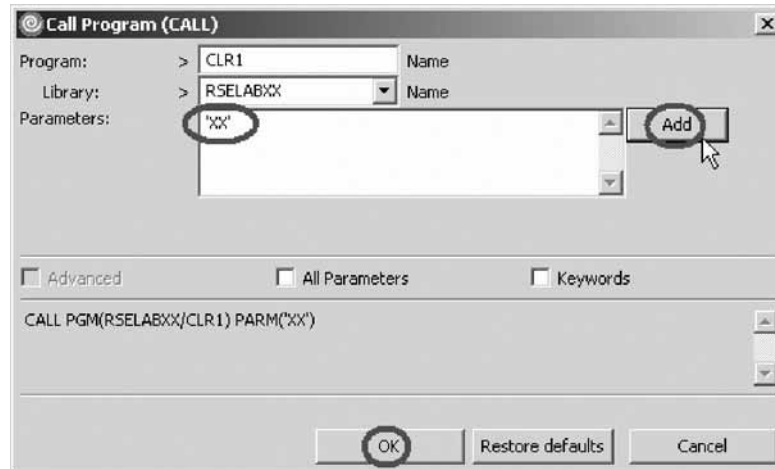 Call Program (CALL)
Program: > CLR1 Name
Library: > RSELABXX Name
Parameters: 'XX' Add
Advanced All Parameters Keywords
CALL PGM(RSELABXX/CLR1) PARM('XX')
OK Restore defaults Cancel